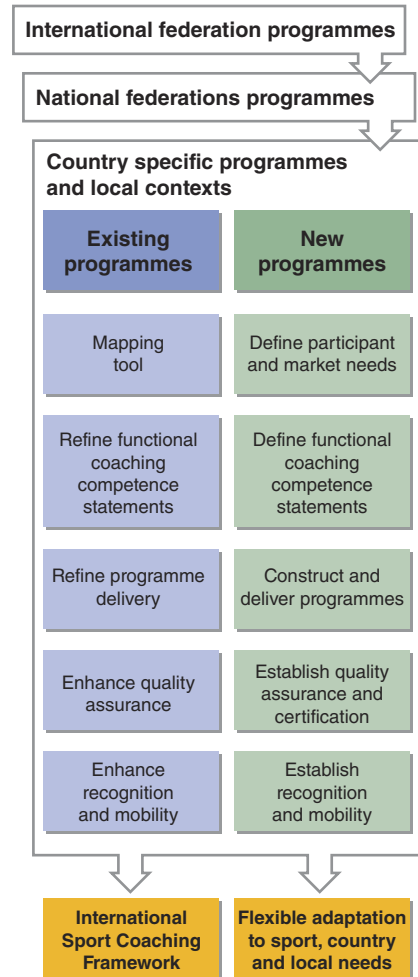 International federation programmes
National federations programmes
Country specific programmes
and local contexts
Existing
programmes
New
programmes
Mapping
tool
Define participant
and market needs
Refine functional
coaching
competence
statements
Define functional
coaching
competence
statements
Refine programme
delivery
Construct and
deliver programmes
Enhance quality
assurance
Establish quality
assurance and
certification
Enhance
recognition
and mobility
Establish
recognition
and mobility
International
Sport Coaching
Framework
Flexible adaptation
to sport, country
and local needs